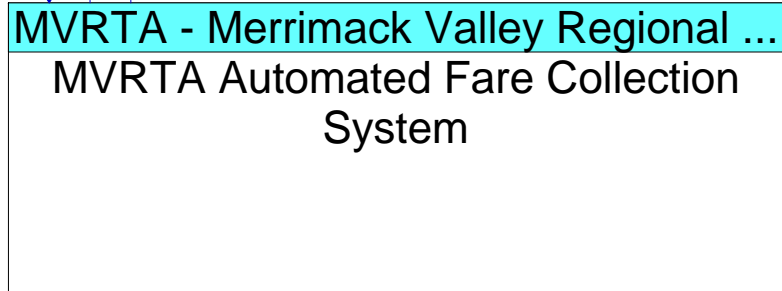 MVRTA - Merrimack Valley Regional ...
MVRTA Automated Fare Collection
System